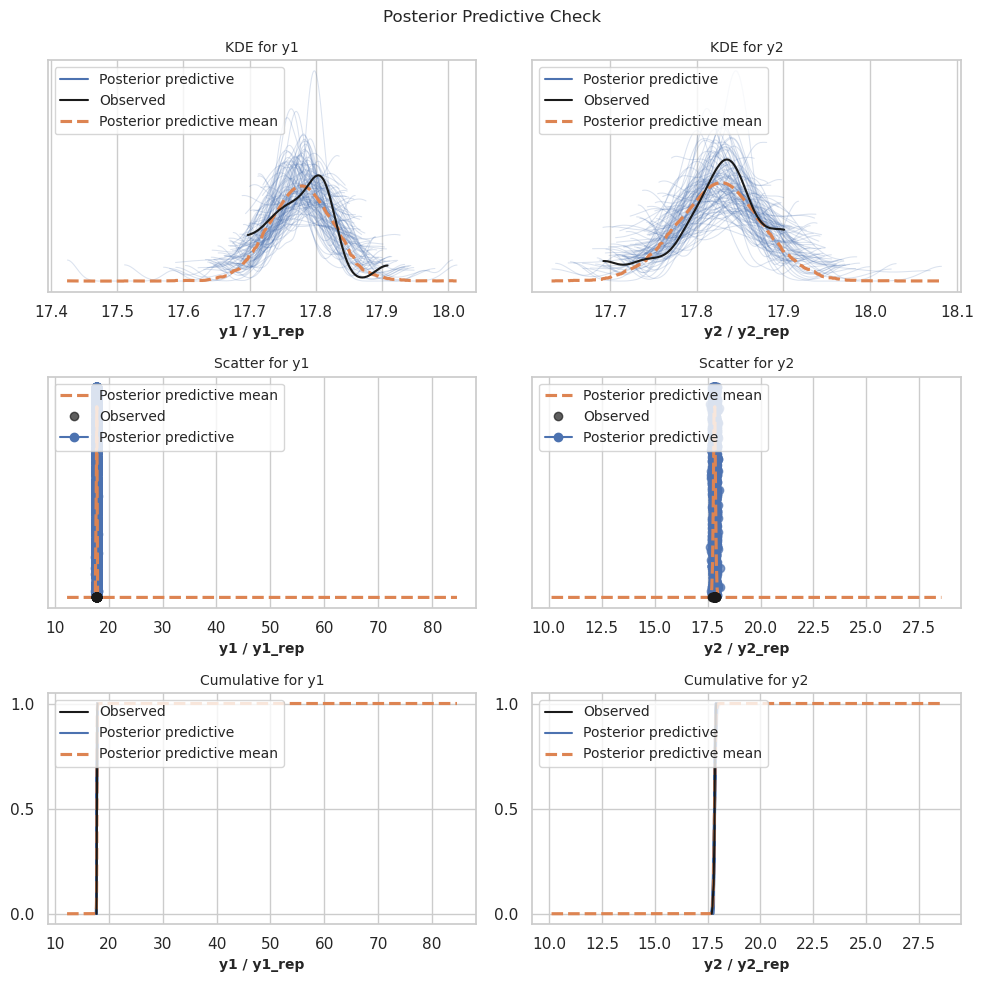 Posterior Predictive Check
KDE for y1
Posterior predictive
Observed
Posterior predictive mean
17.4 17.5 17.6 17.7 17.8 17.9 18.0
y1 / y1_rep
KDE for y2
Posterior predictive
Observed
Posterior predictive mean
17.7 17.8 17.9 18.0 18.1
y2 / y2_rep
Scatter for y1
Posterior predictive mean
Observed
Posterior predictive
10 20 30 40 50 60 70 80
y1 / y1_rep
Scatter for y2
Posterior predictive mean
Observed
Posterior predictive
10.0 12.5 15.0 17.5 20.0 22.5 25.0 27.5
y2 / y2_rep
Cumulative for y1
1.0
0.5
0.0
Observed
Posterior predictive
Posterior predictive mean
10 20 30 40 50 60 70 80
y1 / y1_rep
Cumulative for y2
1.0
0.5
0.0
Observed
Posterior predictive
Posterior predictive mean
10.0 12.5 15.0 17.5 20.0 22.5 25.0 27.5
y2 / y2_rep